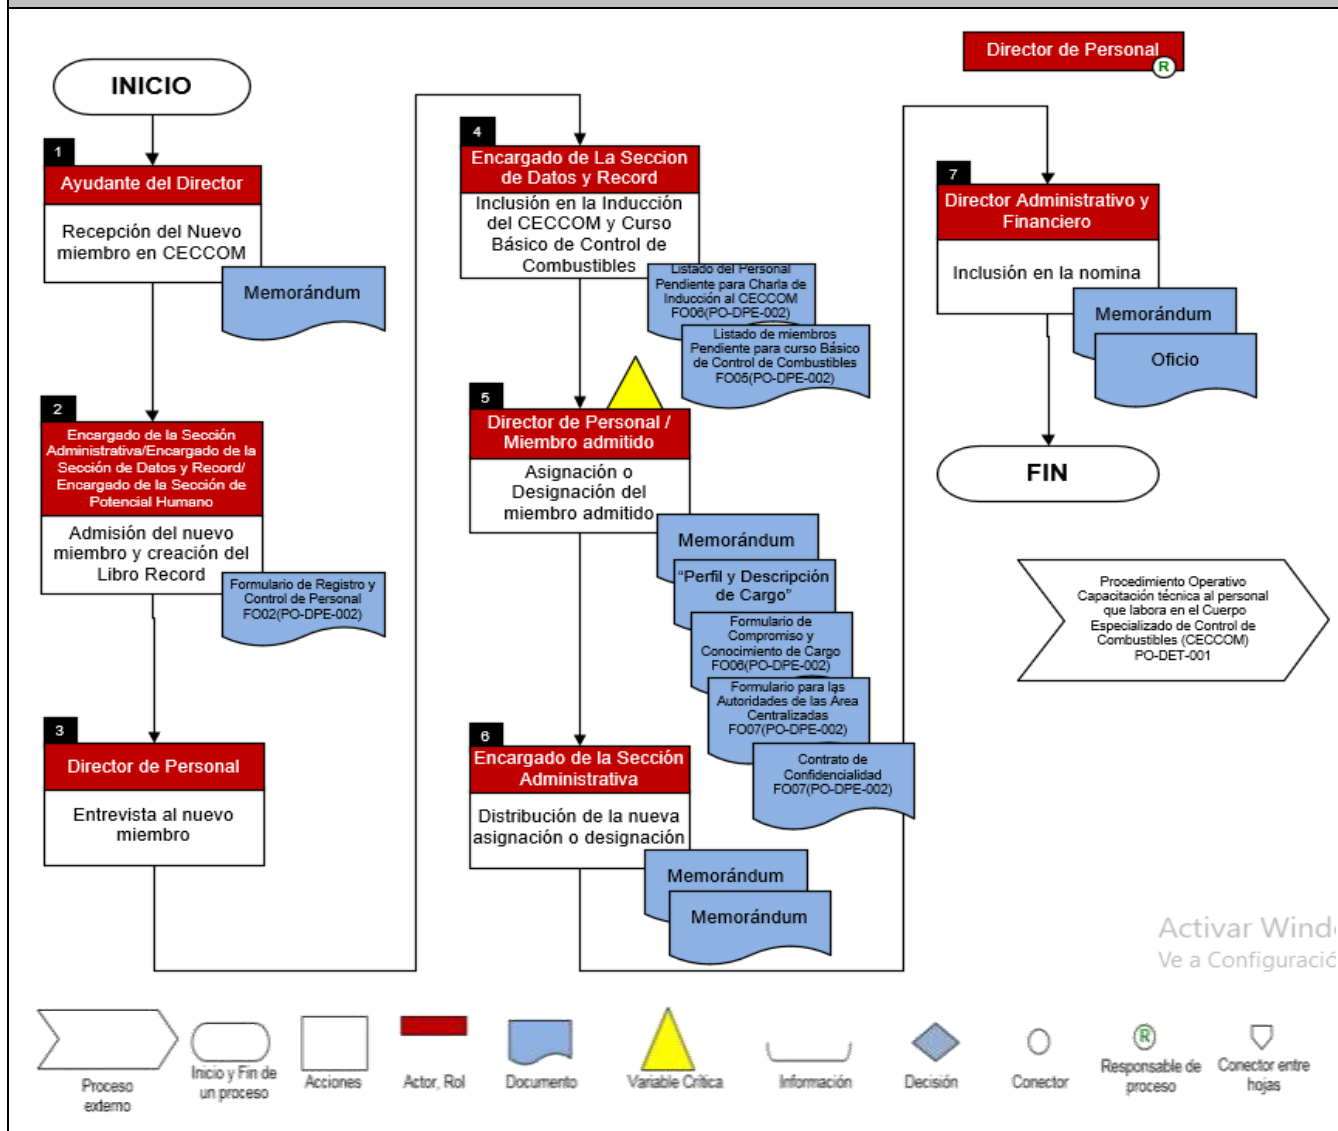 INICIO
1
Ayudante del Director
Recepción del Nuevo
miembro en CECCOM
Memorándum
2
Encargado de la Sección
Administrativa/Encargado de la
Sección de Datos y Record/
Encargado de la Sección de
Potencial Humano
Admisión del nuevo
miembro y creación del
Libro Record
Formulario de Registro y
Control de Personal
FO02(PO-DPE-002)
3
Director de Personal
Entrevista al nuevo
miembro
4
Encargado de La Seccion
de Datos y Record
Inclusión en la Inducción
del CECCOM y Curso
Básico de Control de
Combustibles
Listado del Personal
Pendiente para Charla de
Inducción al CECCOM
FO06(PO-DPE-002)
Listado de miembros
Pendiente para curso Básico
de Control de Combustibles
FO05(PO-DPE-002)
5
Director de Personal /
Miembro admitido
Asignación o
Designación del
miembro admitido
Memorándum
“Perfil y Descripción
de Cargo”
Formulario de
Compromiso y
Conocimiento de Cargo
FO06(PO-DPE-002)
Formulario para las
Autoridades de las Área
Centralizadas
FO07(PO-DPE-002)
Contrato de
Confidencialidad
FO07(PO-DPE-002)
6
Encargado de la Sección
Administrativa
Distribución de la nueva
asignación o designación
Memorándum
Memorándum
Director de Personal
R
7
Director Administrativo y
Financiero
Inclusión en la nomina
Memorándum
Oficio
FIN
Procedimiento Operativo
Capacitación técnica al personal
que labora en el Cuerpo
Especializado de Control de
Combustibles (CECCOM)
PO-DET-001
Activar Wind
Ve a Configuració
Proceso
externo
Inicio y Fin de
un proceso
Acciones
Actor, Rol
Documento
Variable Crítica
Información
Decisión
Conector
R
Responsable de
proceso
Conector entre
hojas